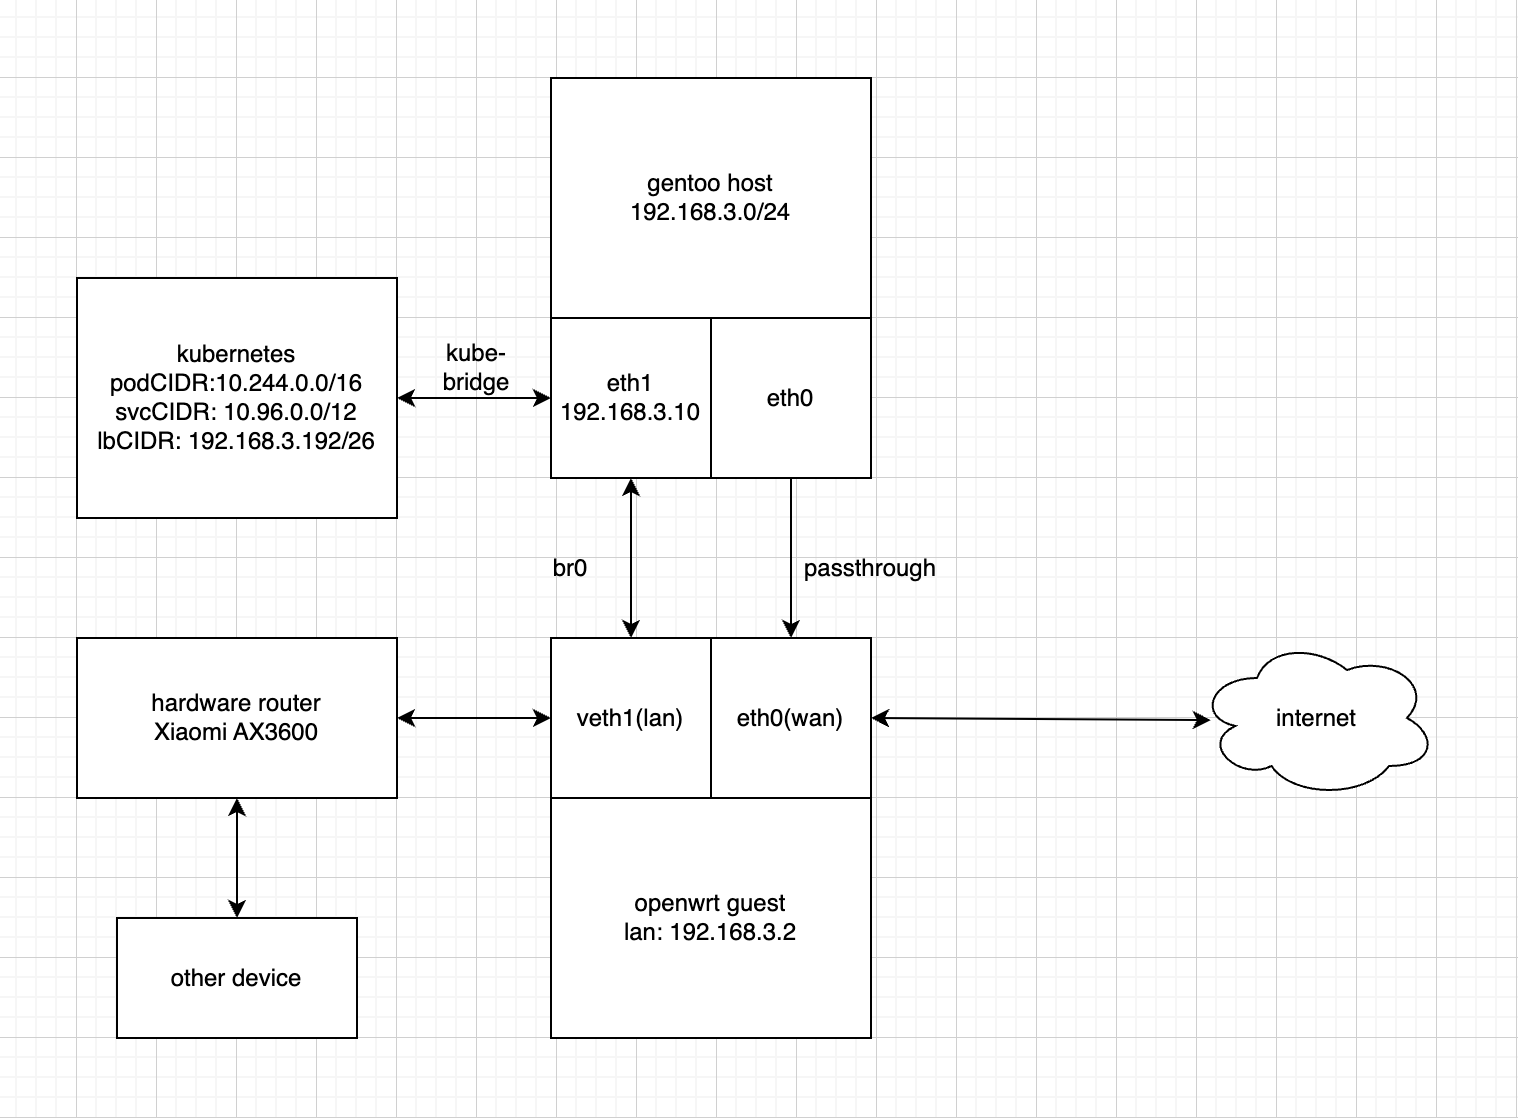 gentoo host
192.168.3.0/24
kubernetes
podCIDR:10.244.0.0/16
svcCIDR: 10.96.0.0/12
lbCIDR: 192.168.3.192/26
kube-
bridge
eth1
192.168.3.10
eth0
br0
passthrough
hardware router
Xiaomi AX3600
veth1(lan)
eth0(wan)
internet
openwrt guest
lan: 192.168.3.2
other device